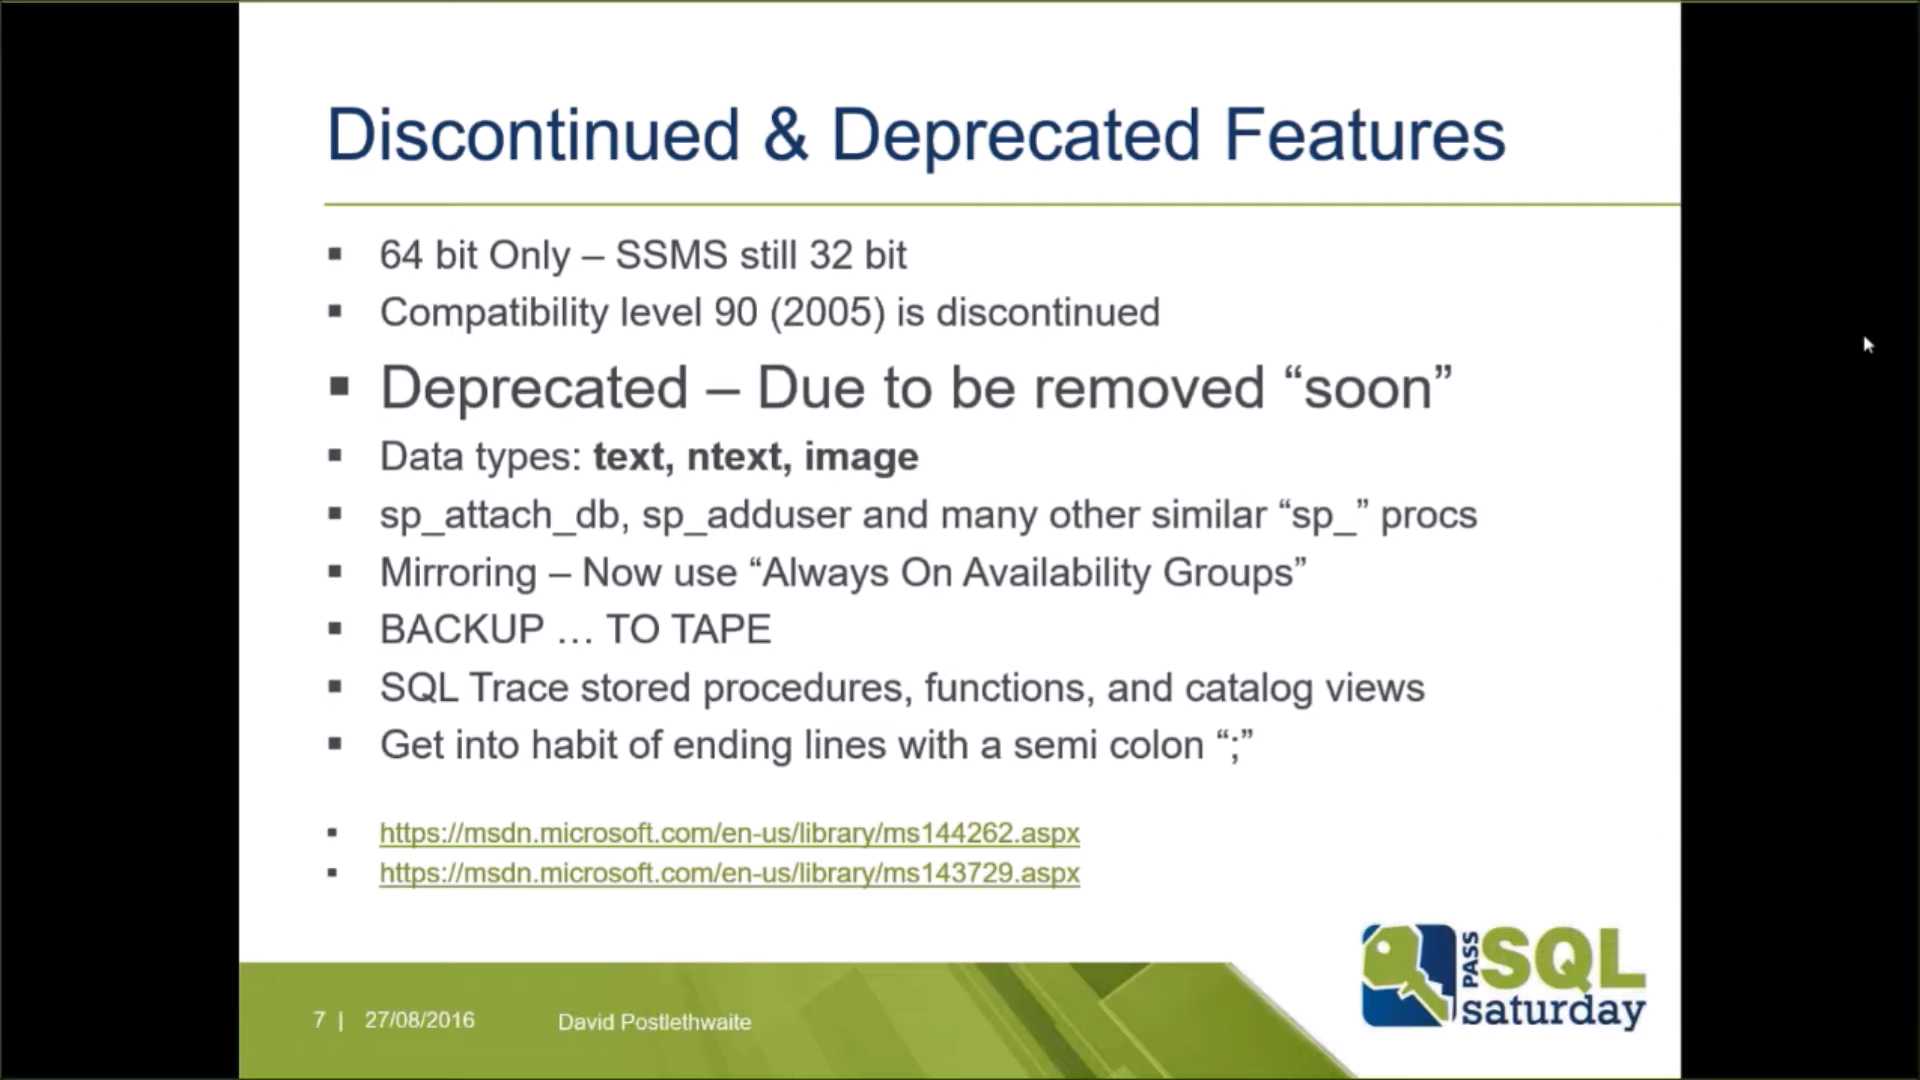 Discontinued & Deprecated Features
▪ 64 bit Only – SSMS still 32 bit
▪ Compatibility level 90 (2005) is discontinued
▪ Deprecated – Due to be removed “soon”
▪ Data types: text, ntext, image
▪ sp_attach_db, sp_adduser and many other similar “sp_” procs
▪ Mirroring – Now use “Always On Availability Groups”
▪ BACKUP … TO TAPE
▪ SQL Trace stored procedures, functions, and catalog views
▪ Get into habit of ending lines with a semi colon “;”
▪ https://msdn.microsoft.com/en-us/library/ms144262.aspx
▪ https://msdn.microsoft.com/en-us/library/ms143729.aspx
7 | 27/08/2016 David Postlethwaite
PASS SQL
saturday